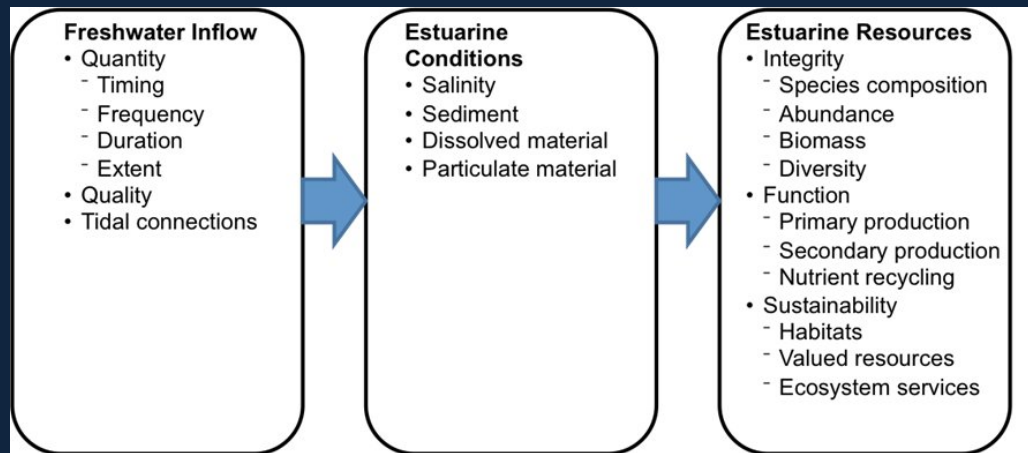 Freshwater Inflow
• Quantity
- Timing
- Frequency
- Duration
- Extent
• Quality
• Tidal connections
Estuarine
Conditions
• Salinity
• Sediment
• Dissolved material
• Particulate material
Estuarine Resources
• Integrity
- Species composition
- Abundance
- Biomass
- Diversity
• Function
- Primary production
- Secondary production
- Nutrient recycling
• Sustainability
- Habitats
- Valued resources
- Ecosystem services